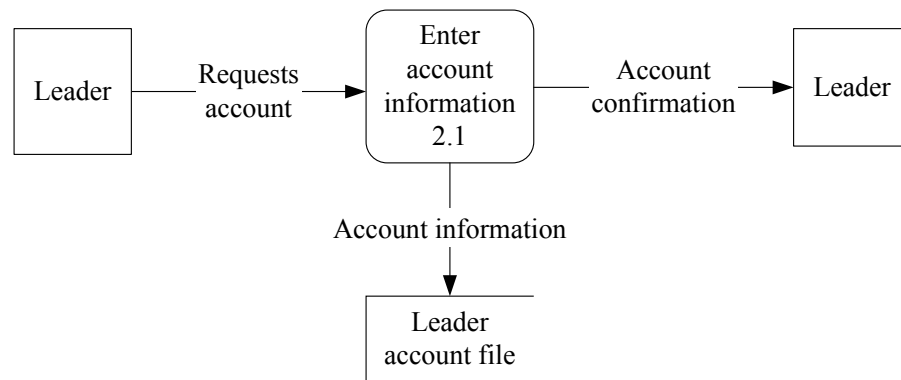 Leader
Requests
account
Enter
account
information
2.1
Account
confirmation
Leader
Account information
Leader
account file